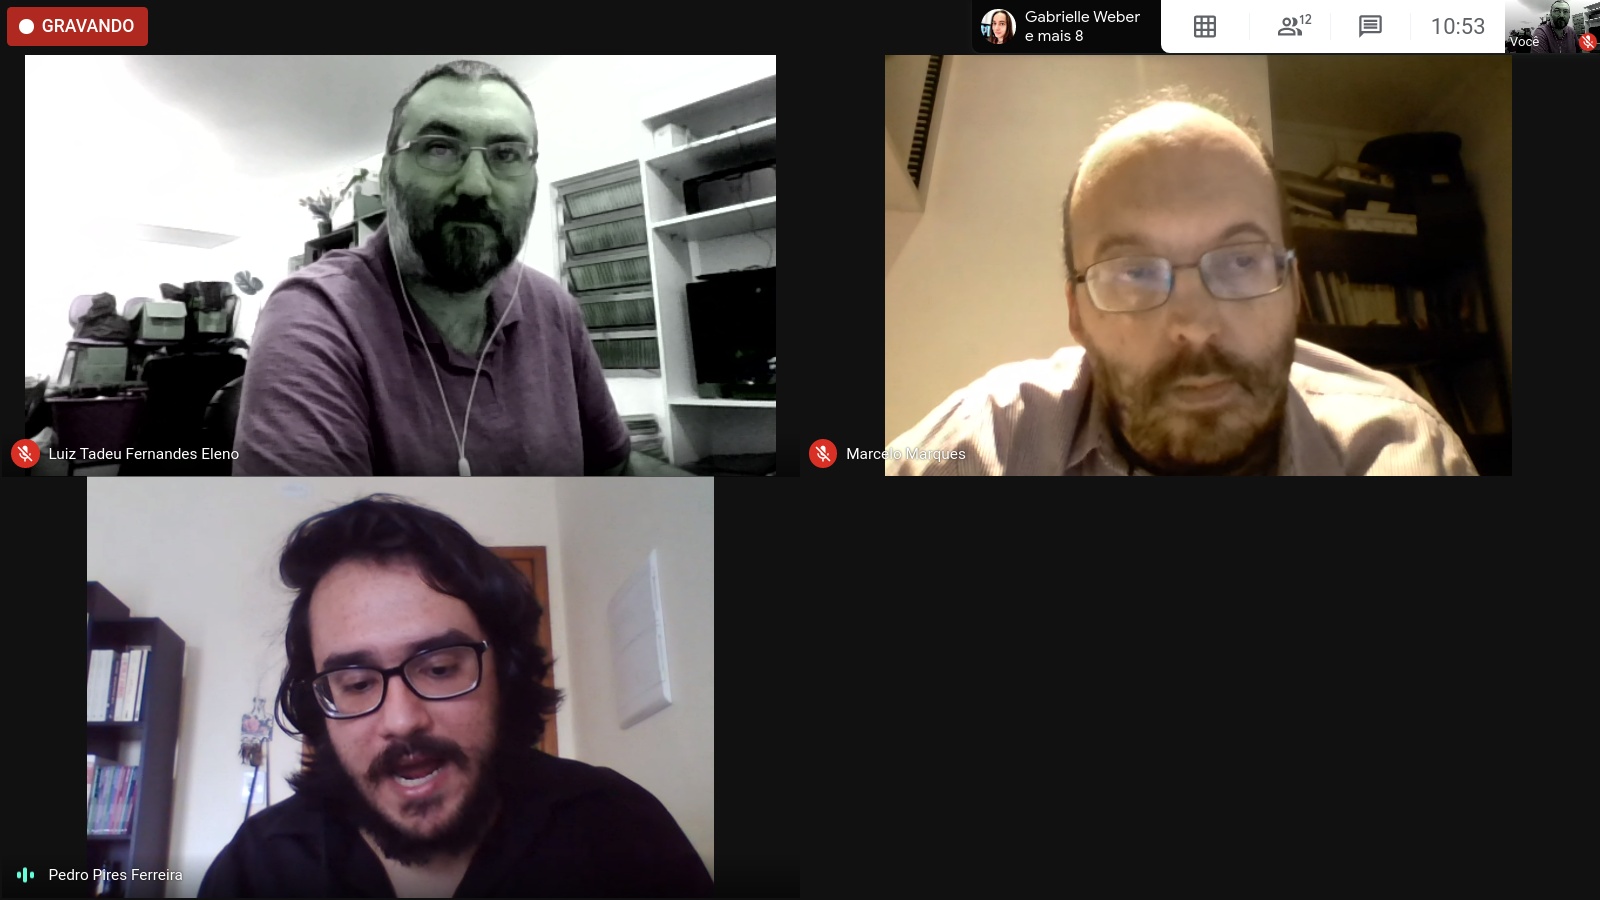 GRAVANDO
Gabrielle Weber
e mais 8
12
10:53
Você
Luiz Tadeu Fernandes Eleno
Marcelo Marques
Pedro Pires Ferreira